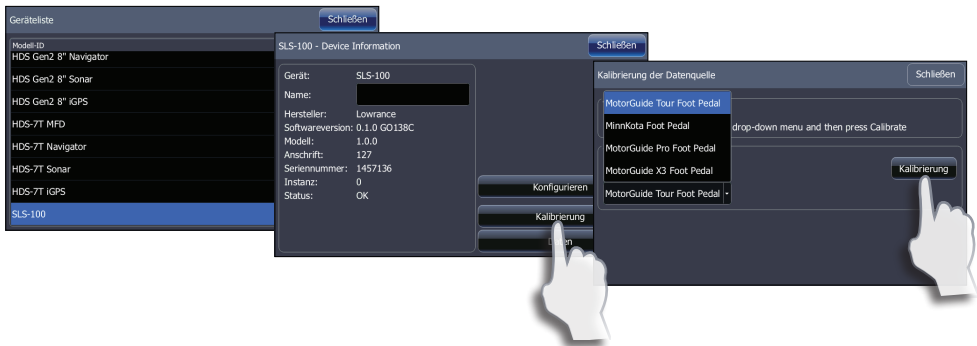 Geräteliste
Schließen
Modell-ID
HDS Gen2 8" Navigator
HDS Gen2 8" Sonar
HDS Gen2 8" iGPS
HDS-7T MFD
HDS-7T Navigator
HDS-7T Sonar
HDS-7T iGPS
SLS-100
SLS-100 - Device Information
Schließen
Gerät: SLS-100
Name:
Hersteller: Lowrance
Softwareversion: 0.1.0 GO138C
Modell: 1.0.0
Anschrift: 127
Seriennummer: 1457136
Instanz: 0
Status: OK
Konfigurieren
Kalibrierung
Kalibrierung der Datenquelle
Schließen
MotorGuide Tour Foot Pedal
MinnKota Foot Pedal
drop-down menu and then press Calibrate
MotorGuide Pro Foot Pedal
MotorGuide X3 Foot Pedal
Kalibrierung
MotorGuide Tour Foot Pedal